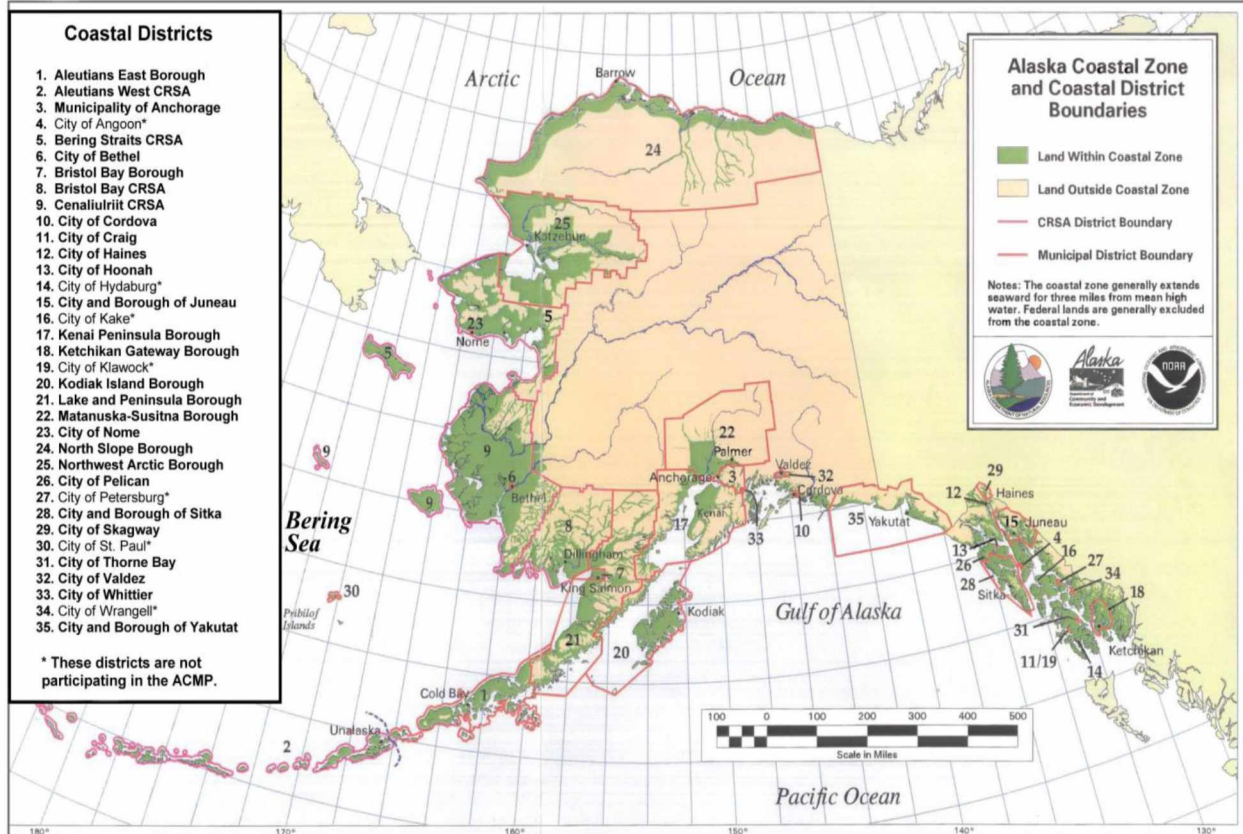 Coastal Districts
1. Aleutians East Borough
2. Aleutians West CRSA
3. Municipality of Anchorage
4. City of Angoon*
5. Bering Straits CRSA
6. City of Bethel
7. Bristol Bay Borough
8. Bristol Bay CRSA
9. Cenaliulriit CRSA
10. City of Cordova
11. City of Craig
12. City of Haines
13. City of Hoonah
14. City of Hydaburg*
15. City and Borough of Juneau
16. City of Kake*
17. Kenai Peninsula Borough
18. Ketchikan Gateway Borough
19. City of Klawock*
20. Kodiak Island Borough
21. Lake and Peninsula Borough
22. Matanuska-Susitna Borough
23. City of Nome
24. North Slope Borough
25. Northwest Arctic Borough
26. City of Pelican
27. City of Petersburg*
28. City and Borough of Sitka
29. City of Skagway
30. City of St. Paul*
31. City of Thorne Bay
32. City of Valdez
33. City of Whittier
34. City of Wrangell*
35. City and Borough of Yakutat
* These districts are not
participating in the ACMP.
Alaska Coastal Zone
and Coastal District
Boundaries
Land Within Coastal Zone
Land Outside Coastal Zone
CRSA District Boundary
Municipal District Boundary
Notes: The coastal zone generally extends
seaward for three miles from mean high
water. Federal lands are generally excluded
from the coastal zone.
Alaska
Department of
Community and
Economic Development
NOAA
Arctic Ocean
Barrow
24
25
Kotzebue
5
23
Nome
5
9
9
6
Bethel
9
22
Palmer
Anchorage
3
Valdez
32
Cordova
10
33
17
Kenai
8
Dillingham
7
King Salmon
Bering
Sea
30
Pribilof
Islands
21
20
Kodiak
Gulf of Alaska
35
Yakutat
29
12
Haines
15
Juneau
4
13
16
26
27
28
34
Sitka
18
31
Ketchikan
11/19
14
Cold Bay
1
Unalaska
2
100 0 100 200 300 400 500
Scale in Miles
Pacific Ocean
180° 170° 160° 150° 140° 130°